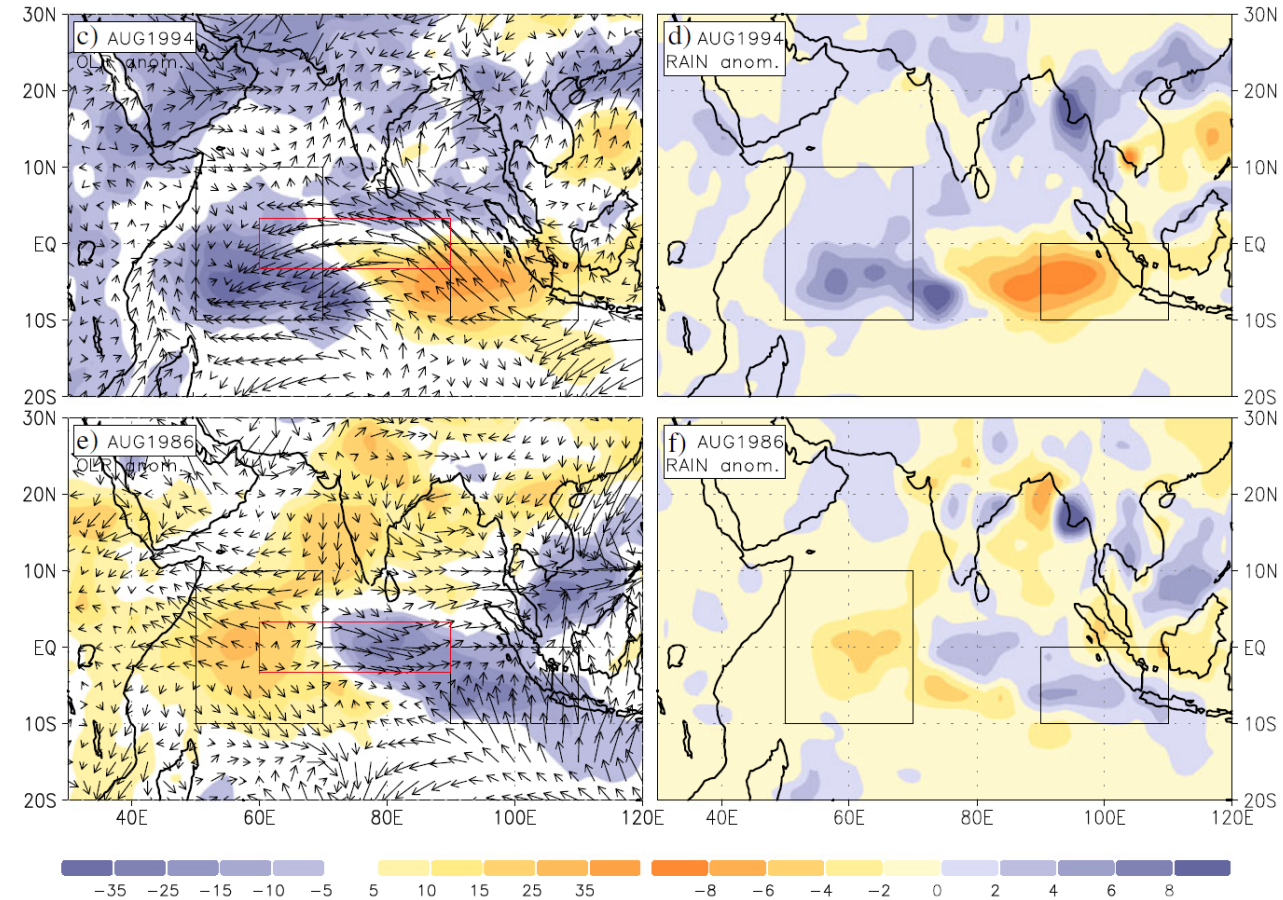 30N
c) AUG1994
OLR anom.
20N
10N
EQ
10S
20S
d) AUG1994
RAIN anom.
30N
20N
10N
EQ
10S
20S
30N
e) AUG1986
OLR anom.
20N
10N
EQ
10S
20S
40E 60E 80E 100E 120E
f) AUG1986
RAIN anom.
30N
20N
10N
EQ
10S
20S
40E 60E 80E 100E 120E
-35 -25 -15 -10 -5 5 10 15 25 35
-8 -6 -4 -2 0 2 4 6 8